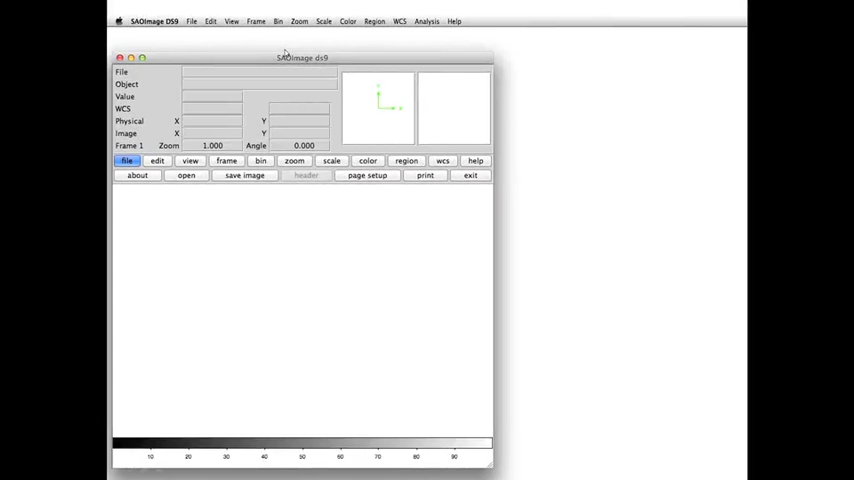 SAOImage DS9 File Edit View Frame Bin Zoom Scale Color Region WCS Analysis Help
SAOImage ds9
File
Object
Value
WCS
Physical X Y
Image X Y
Frame 1 Zoom 1.000 Angle 0.000
Y
X
file edit view frame bin zoom scale color region wcs help
about open save image header page setup print exit
10 20 30 40 50 60 70 80 90